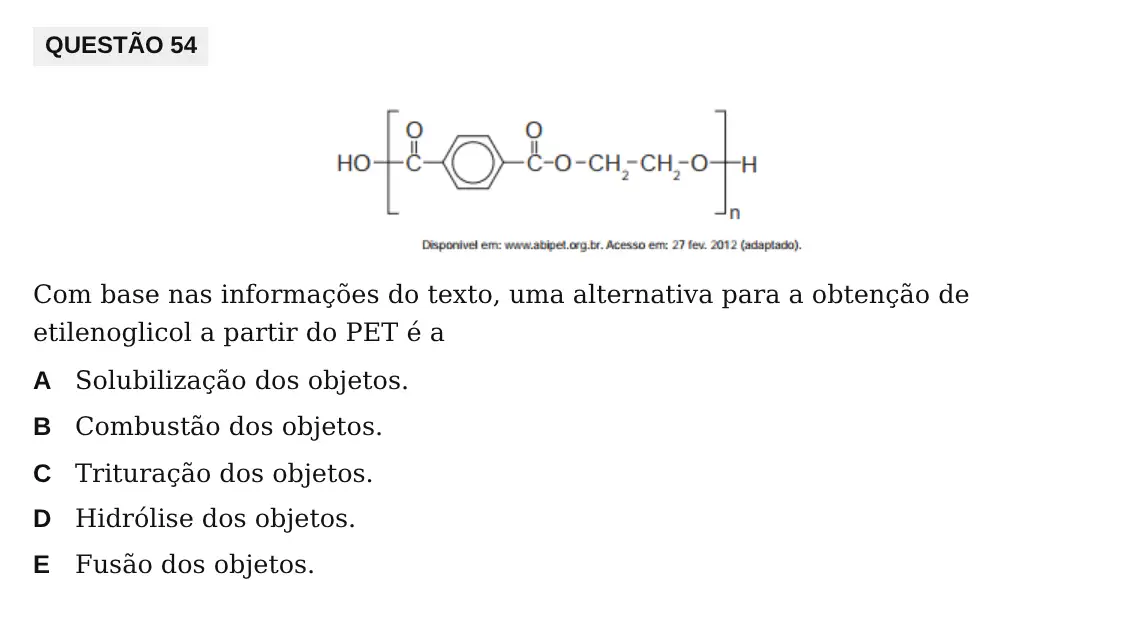 QUESTÃO 54
O O
HO C C-O-CH2-CH2-O H
n
Disponível em: www.abipet.org.br. Acesso em: 27 fev. 2012 (adaptado).
Com base nas informações do texto, uma alternativa para a obtenção de
etilenoglicol a partir do PET é a
A Solubilização dos objetos.
B Combustão dos objetos.
C Trituração dos objetos.
D Hidrólise dos objetos.
E Fusão dos objetos.